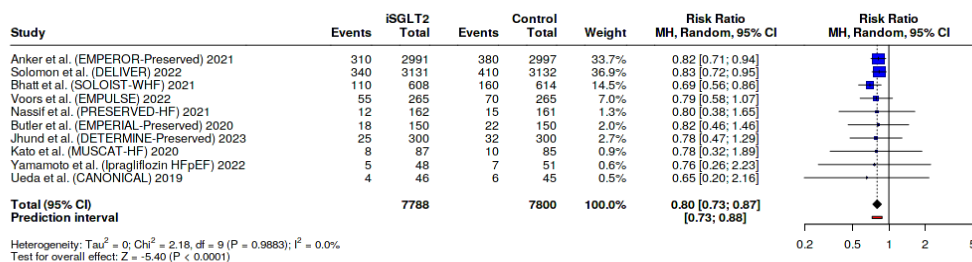 iSGLT2 Control Risk Ratio Risk Ratio
Study Events Total Events Total Weight MH, Random, 95% CI MH, Random, 95% CI
Anker et al. (EMPEROR-Preserved) 2021 310 2991 380 2997 33.7% 0.82 [0.71; 0.94]
Solomon et al. (DELIVER) 2022 340 3131 410 3132 36.9% 0.83 [0.72; 0.95]
Bhatt et al. (SOLOIST-WHF) 2021 110 608 160 614 14.5% 0.69 [0.56; 0.86]
Voors et al. (EMPULSE) 2022 55 265 70 265 7.1% 0.79 [0.58; 1.07]
Nassif et al. (PRESERVED-HF) 2021 12 162 15 161 1.3% 0.80 [0.38; 1.65]
Butler et al. (EMPERIAL-Preserved) 2020 18 150 22 150 2.0% 0.82 [0.46; 1.46]
Jhund et al. (DETERMINE-Preserved) 2023 25 300 32 300 2.7% 0.78 [0.47; 1.29]
Kato et al. (MUSCAT-HF) 2020 8 87 10 85 0.9% 0.78 [0.32; 1.89]
Yamamoto et al. (Ipragliflozin HFpEF) 2022 5 48 7 51 0.6% 0.76 [0.26; 2.23]
Ueda et al. (CANONICAL) 2019 4 46 6 45 0.5% 0.65 [0.20; 2.16]
Total (95% CI) 7788 7800 100.0% 0.80 [0.73; 0.87]
Prediction interval [0.73; 0.88]
Heterogeneity: Tau² = 0; Chi² = 2.18, df = 9 (P = 0.9883); I² = 0.0%
Test for overall effect: Z = -5.40 (P < 0.0001)
0.2 0.5 1 2 5